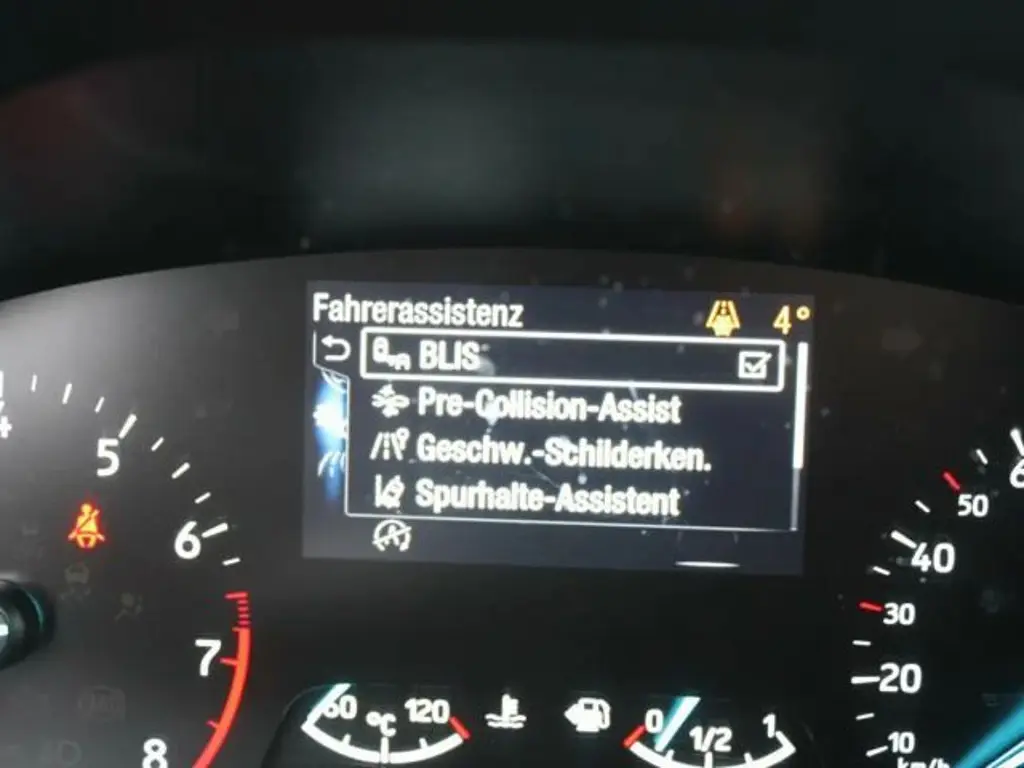 Fahrerassistenz 4°
BLIS
Pre-Collision-Assist
Geschw.-Schilderken.
Spurhalte-Assistent
5
6
7
8
60 °C 120
0 1/2 1
50
40
30
20
10
km/h